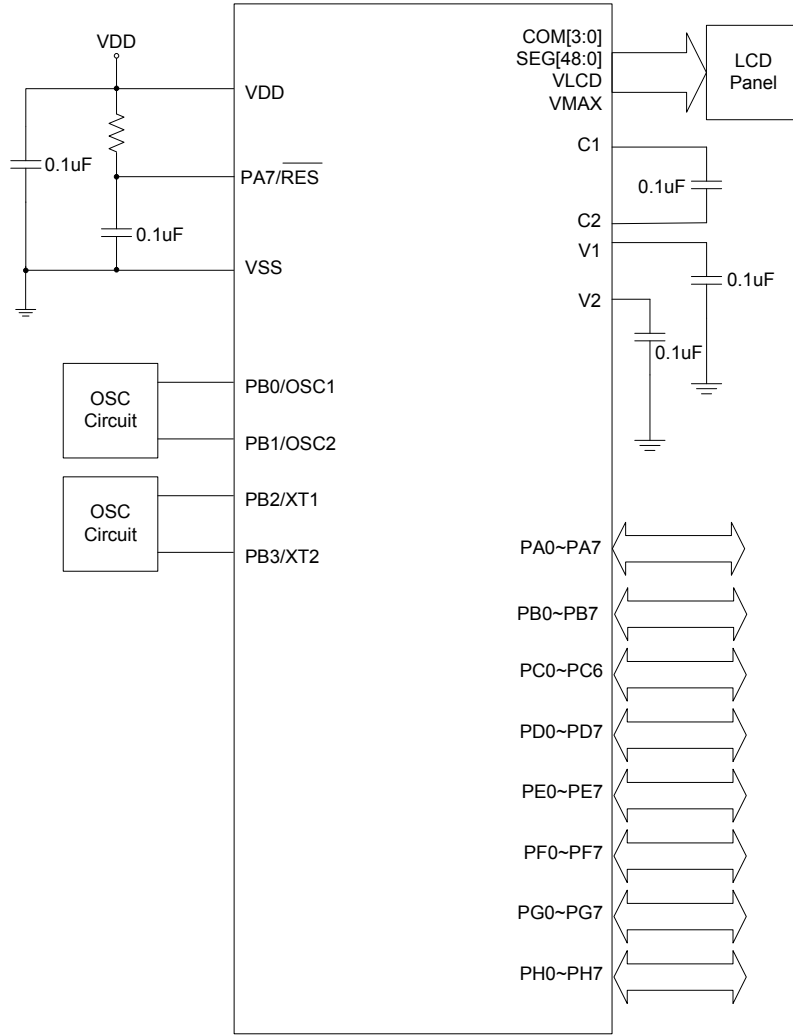 VDD
VDD
0.1uF
PA7/RES
0.1uF
VSS
OSC
Circuit
PB0/OSC1
PB1/OSC2
OSC
Circuit
PB2/XT1
PB3/XT2
COM[3:0]
SEG[48:0]
VLCD
VMAX
LCD
Panel
C1
0.1uF
C2
V1
0.1uF
V2
0.1uF
PA0~PA7
PB0~PB7
PC0~PC6
PD0~PD7
PE0~PE7
PF0~PF7
PG0~PG7
PH0~PH7